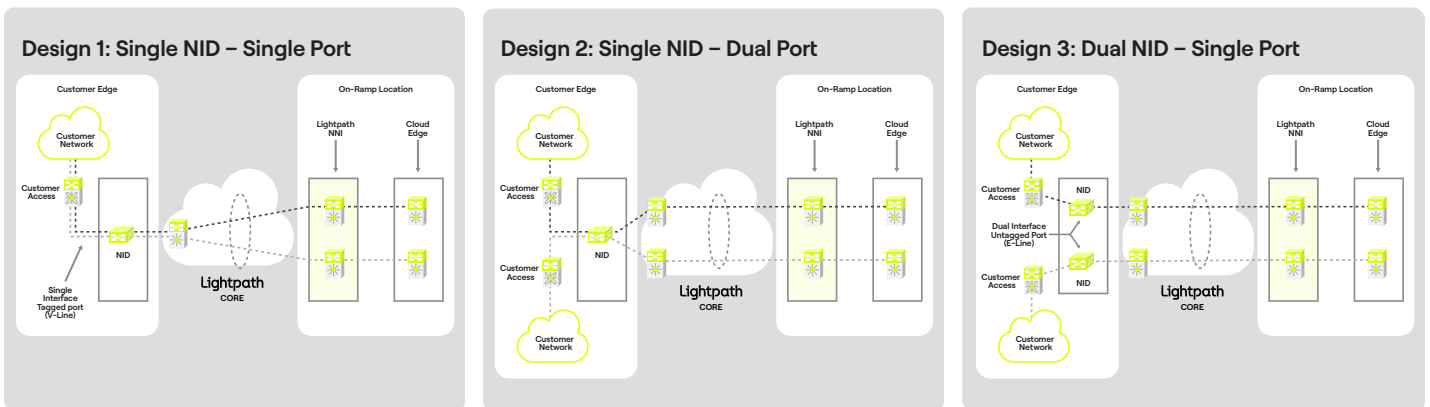 Design 1: Single NID – Single Port
Customer Edge
On-Ramp Location
Customer
Network
Lightpath
NNI
Cloud
Edge
Customer
Access
NID
Single
Interface
Tagged port
(V-Line)
Lightpath
CORE
Design 2: Single NID – Dual Port
Customer Edge
On-Ramp Location
Customer
Network
Lightpath
NNI
Cloud
Edge
Customer
Access
NID
Customer
Access
Lightpath
CORE
Customer
Network
Design 3: Dual NID – Single Port
Customer Edge
On-Ramp Location
Customer
Network
Lightpath
NNI
Cloud
Edge
Customer
Access
NID
Dual Interface
Untagged Port
(E-Line)
Customer
Access
NID
Lightpath
CORE
Customer
Network